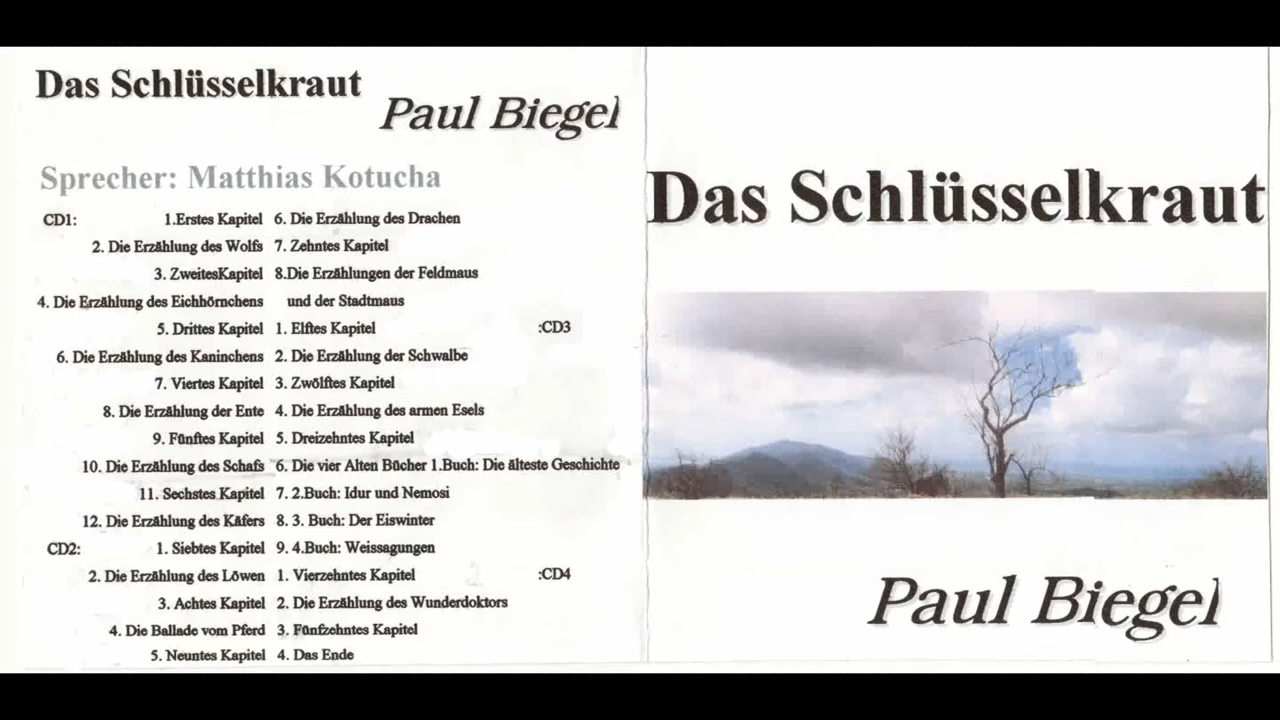 Das Schlüsselkraut
Paul Biegel
Sprecher: Matthias Kotucha
CD1:
1.Erstes Kapitel
2. Die Erzählung des Wolfs
3. ZweitesKapitel
4. Die Erzählung des Eichhörnchens
5. Drittes Kapitel
6. Die Erzählung des Kaninchens
7. Viertes Kapitel
8. Die Erzählung der Ente
9. Fünftes Kapitel
10. Die Erzählung des Schafs
11. Sechstes Kapitel
12. Die Erzählung des Käfers
CD2:
1. Siebtes Kapitel
2. Die Erzählung des Löwen
3. Achtes Kapitel
4. Die Ballade vom Pferd
5. Neuntes Kapitel
6. Die Erzählung des Drachen
7. Zehntes Kapitel
8.Die Erzählungen der Feldmaus
und der Stadtmaus
1. Elftes Kapitel :CD3
2. Die Erzählung der Schwalbe
3. Zwölftes Kapitel
4. Die Erzählung des armen Esels
5. Dreizehntes Kapitel
6. Die vier Alten Bücher 1.Buch: Die älteste Geschichte
7. 2.Buch: Idur und Nemosi
8. 3. Buch: Der Eiswinter
9. 4.Buch: Weissagungen
1. Vierzehntes Kapitel :CD4
2. Die Erzählung des Wunderdoktors
3. Fünfzehntes Kapitel
4. Das Ende
Das Schlüsselkraut
Paul Biegel